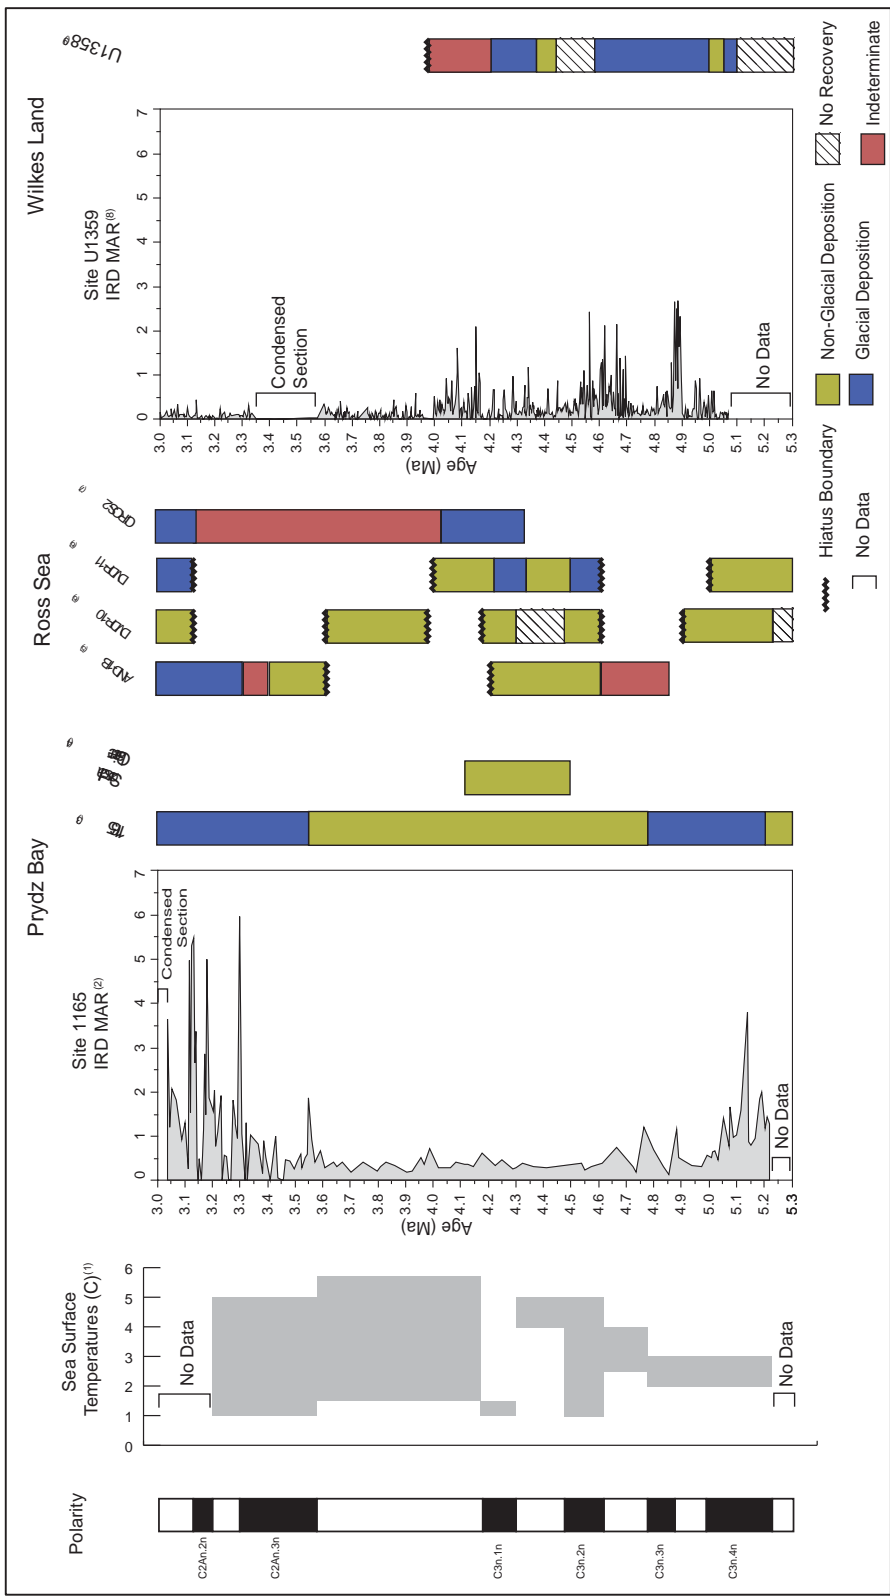 Polarity
C2An.2n
C2An.3n
C3n.1n
C3n.2n
C3n.3n
C3n.4n
Sea Surface
Temperatures (C)(1)
0
1
2
3
4
5
6
No Data
No Data
Prydz Bay
Site 1165
IRD MAR(2)
0
1
2
3
4
5
6
7
Condensed
Section
No Data
Age (Ma)
3.0
3.1
3.2
3.3
3.4
3.5
3.6
3.7
3.8
3.9
4.0
4.1
4.2
4.3
4.4
4.5
4.6
4.7
4.8
4.9
5.0
5.1
5.2
5.3
Ross Sea
AND-1B
DVDP-10
DVDP-11
CIROS-2
Wilkes Land
Site U1359
IRD MAR(8)
0
1
2
3
4
5
6
7
Condensed
Section
No Data
Age (Ma)
3.0
3.1
3.2
3.3
3.4
3.5
3.6
3.7
3.8
3.9
4.0
4.1
4.2
4.3
4.4
4.5
4.6
4.7
4.8
4.9
5.0
5.1
5.2
5.3
U1358
Hiatus Boundary
Non-Glacial Deposition
No Recovery
No Data
Glacial Deposition
Indeterminate